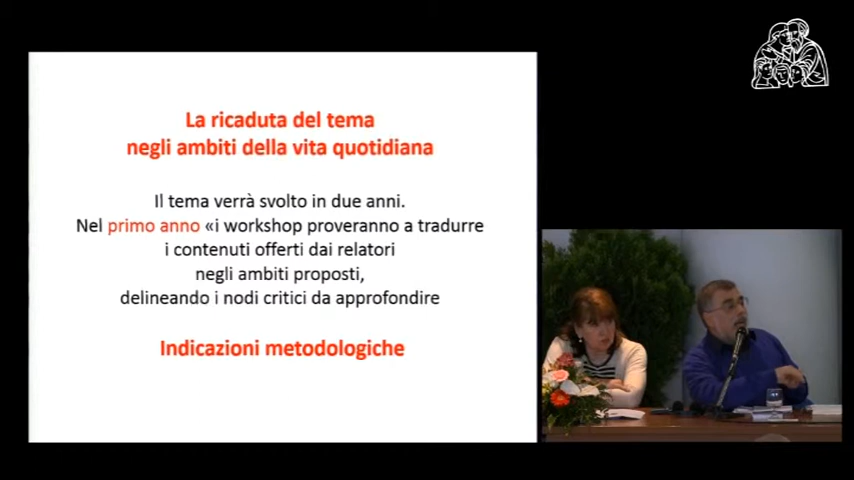 La ricaduta del tema
negli ambiti della vita quotidiana
Il tema verrà svolto in due anni.
Nel primo anno «i workshop proveranno a tradurre
i contenuti offerti dai relatori
negli ambiti proposti,
delineando i nodi critici da approfondire
Indicazioni metodologiche